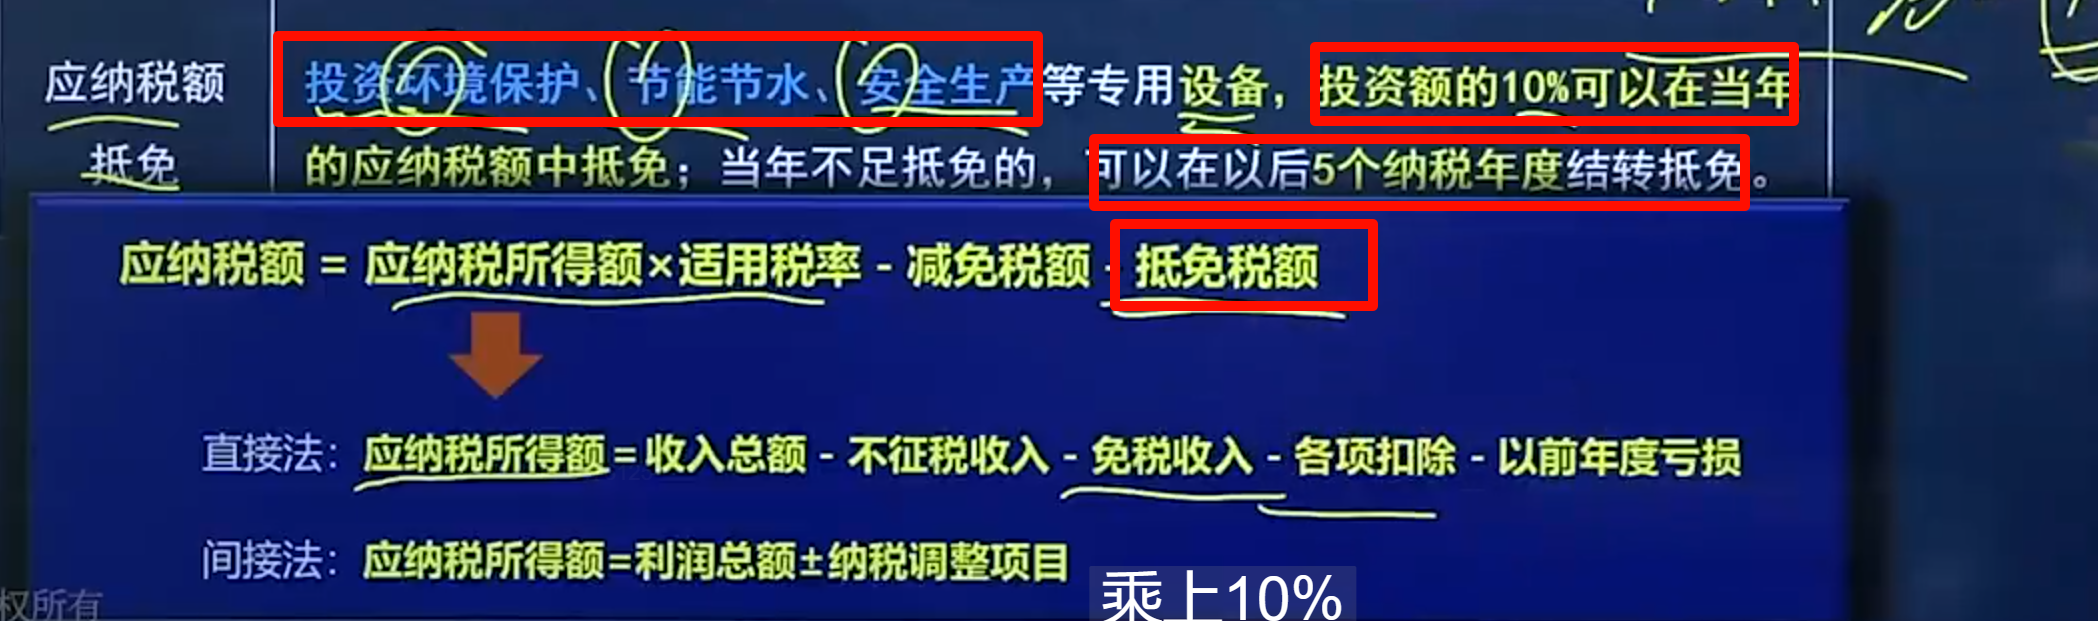 应纳税额 投资环境保护、节能节水、安全生产等专用设备，投资额的10%可以在当年
抵免 的应纳税额中抵免；当年不足抵免的，可以在以后5个纳税年度结转抵免。
应纳税额 = 应纳税所得额×适用税率 - 减免税额 - 抵免税额
直接法：应纳税所得额=收入总额 - 不征税收入 - 免税收入 - 各项扣除 - 以前年度亏损
间接法：应纳税所得额=利润总额±纳税调整项目
乘上10%
权所有